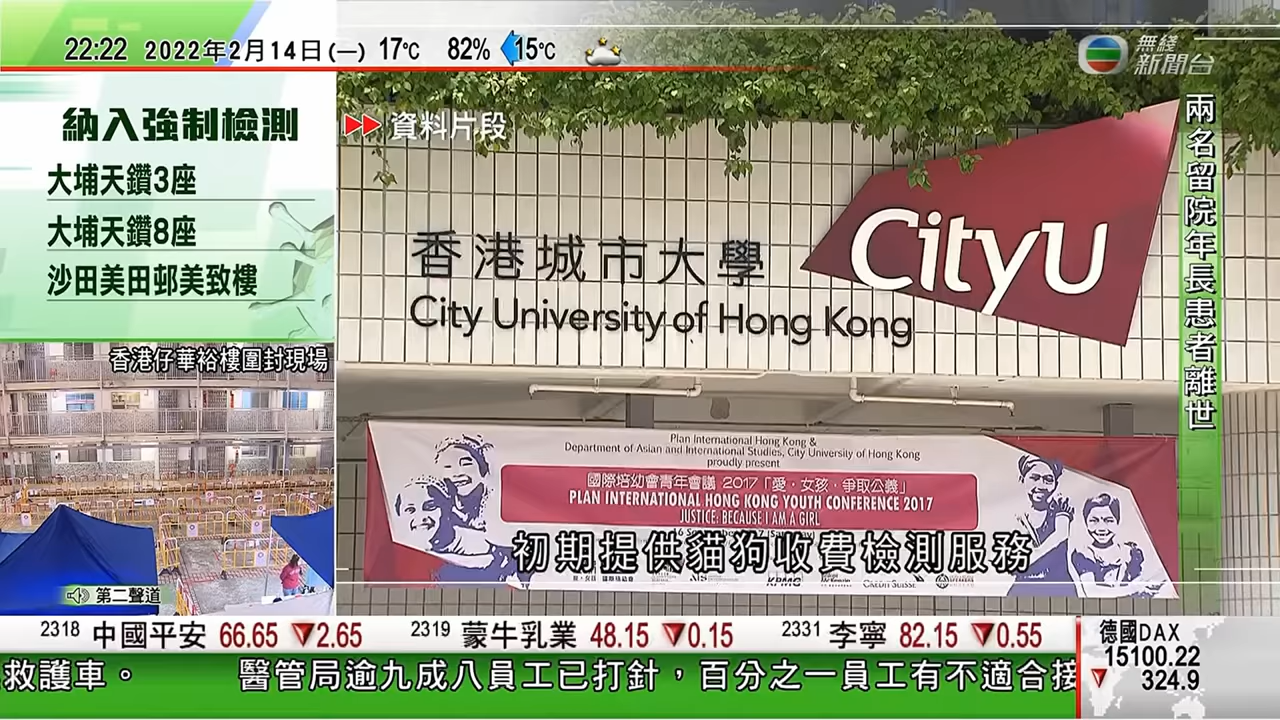 22:22 2022年2月14日(一) 17℃ 82% 15℃
無綫
新聞台
納入強制檢測
大埔天鑽3座
大埔天鑽8座
沙田美田邨美致樓
香港仔華裕樓圍封現場
第二聲道
資料片段
香港城市大學
City University of Hong Kong
CityU
Plan International Hong Kong &
Department of Asian and International Studies, City University of Hong Kong
proudly present
國際培幼會青年會議 2017「愛·女孩·爭取公義」
PLAN INTERNATIONAL HONG KONG YOUTH CONFERENCE 2017
JUSTICE: BECAUSE I AM A GIRL
KPMG
CREDIT SUISSE
初期提供貓狗收費檢測服務
兩名留院年長患者離世
2318 中國平安 66.65 ▼2.65 2319 蒙牛乳業 48.15 ▼0.15 2331 李寧 82.15 ▼0.55
德國DAX
15100.22
▼ 324.9
救護車。 醫管局逾九成八員工已打針，百分之一員工有不適合接